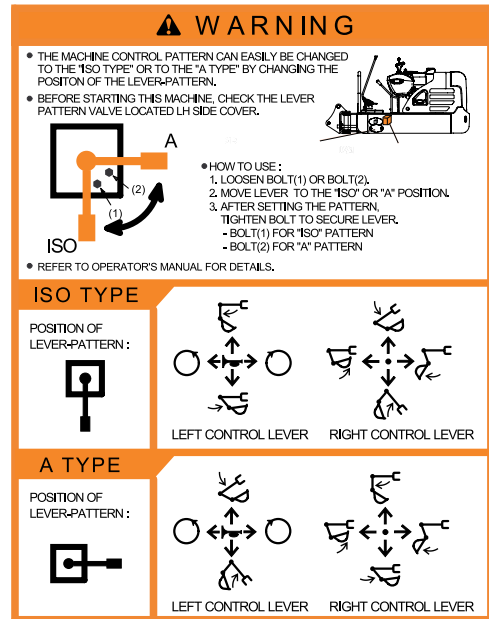 WARNING
• THE MACHINE CONTROL PATTERN CAN EASILY BE CHANGED
TO THE "ISO TYPE" OR TO THE "A TYPE" BY CHANGING THE
POSITON OF THE LEVER-PATTERN.
• BEFORE STARTING THIS MACHINE, CHECK THE LEVER
PATTERN VALVE LOCATED LH SIDE COVER.
A
(2)
(1)
ISO
• HOW TO USE :
1. LOOSEN BOLT(1) OR BOLT(2).
2. MOVE LEVER TO THE "ISO" OR "A" POSITION.
3. AFTER SETTING THE PATTERN,
TIGHTEN BOLT TO SECURE LEVER.
- BOLT(1) FOR "ISO" PATTERN
- BOLT(2) FOR "A" PATTERN
• REFER TO OPERATOR'S MANUAL FOR DETAILS.
ISO TYPE
POSITION OF
LEVER-PATTERN :
LEFT CONTROL LEVER
RIGHT CONTROL LEVER
A TYPE
POSITION OF
LEVER-PATTERN :
LEFT CONTROL LEVER
RIGHT CONTROL LEVER